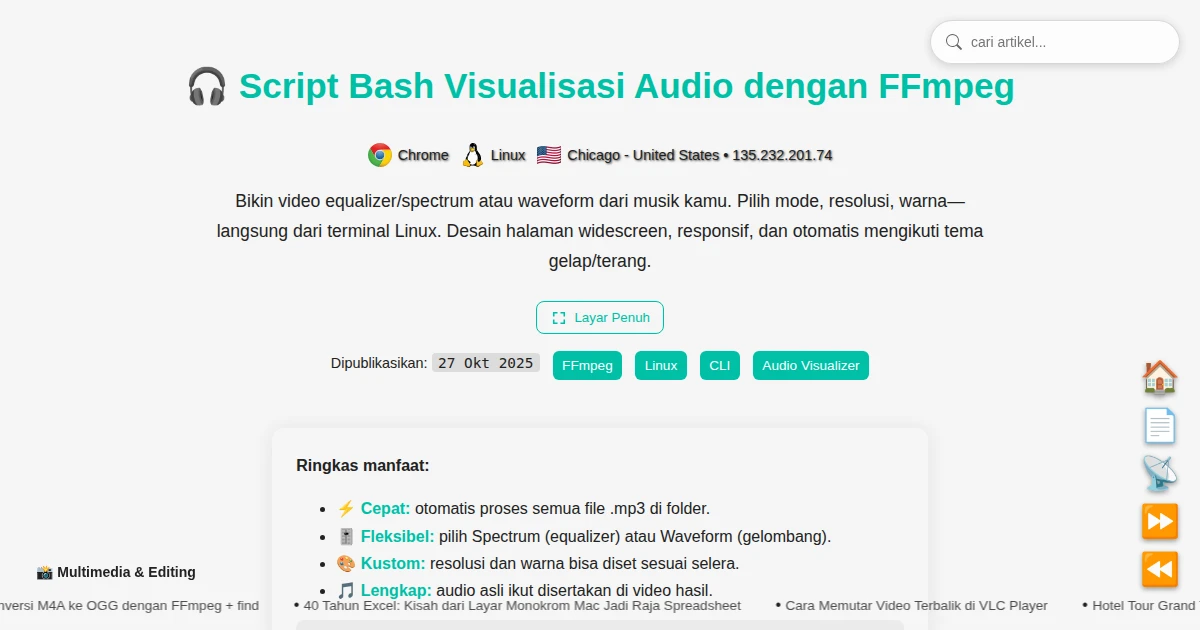 cari artikel...
Script Bash Visualisasi Audio dengan FFmpeg
Chrome Linux Chicago - United States • 135.232.201.74
Bikin video equalizer/spectrum atau waveform dari musik kamu. Pilih mode, resolusi, warna—
langsung dari terminal Linux. Desain halaman widescreen, responsif, dan otomatis mengikuti tema
gelap/terang.
Layar Penuh
Dipublikasikan: 27 Okt 2025 FFmpeg Linux CLI Audio Visualizer
Ringkas manfaat:
• ⚡ Cepat: otomatis proses semua file .mp3 di folder.
• 🎚 Fleksibel: pilih Spectrum (equalizer) atau Waveform (gelombang).
• 🎨 Kustom: resolusi dan warna bisa diset sesuai selera.
• 🎵 Lengkap: audio asli ikut disertakan di video hasil.
📸 Multimedia & Editing
nversi M4A ke OGG dengan FFmpeg + find • 40 Tahun Excel: Kisah dari Layar Monokrom Mac Jadi Raja Spreadsheet • Cara Memutar Video Terbalik di VLC Player • Hotel Tour Grand